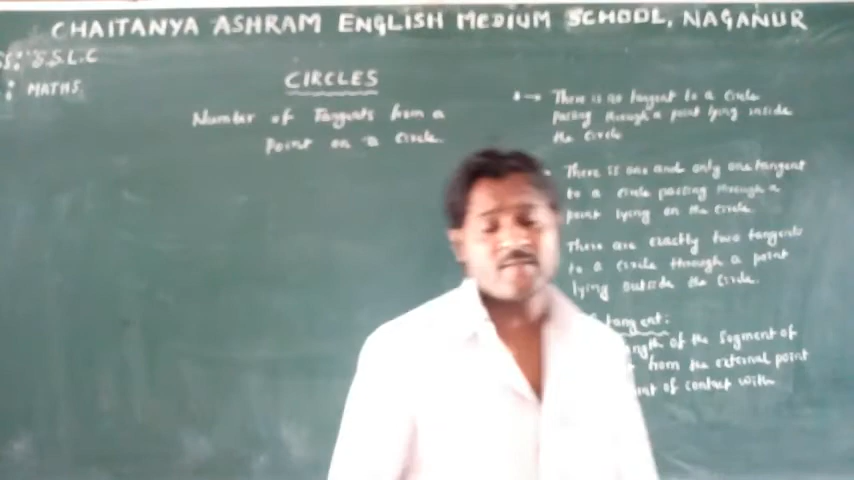 CHAITANYA ASHRAM ENGLISH MEDIUM SCHOOL, NAGANUR
S.S.L.C
: MATHS
CIRCLES
Number of Tangents from a
Point on a Circle
There is no tangent to a circle
passing through a point lying inside
the circle
There is one and only one tangent
to a circle passing through a
point lying on the circle.
There are exactly two tangents
to a circle through a point
lying outside the circle.
tangent:
of the segment of
from the external point
of contact with